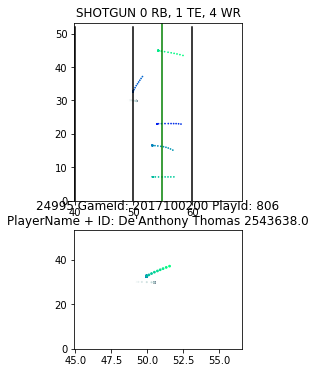 SHOTGUN 0 RB, 1 TE, 4 WR
50
40
30
20
10
0
40 50 60
24995 GameId: 2017100200 PlayId: 806
PlayerName + ID: De'Anthony Thomas 2543638.0
40
20
0
45.0 47.5 50.0 52.5 55.0